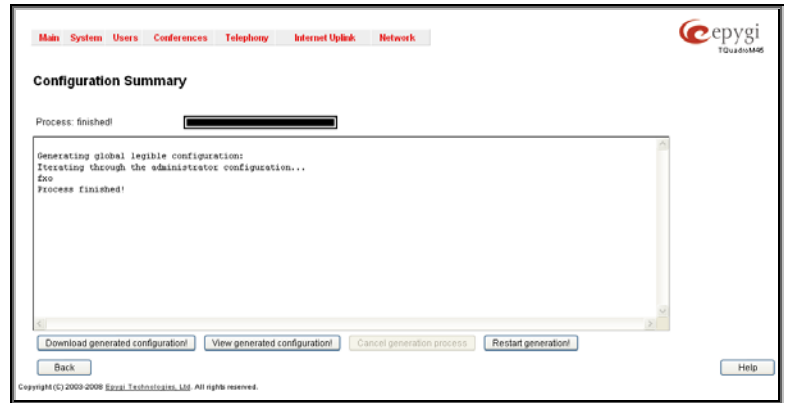 epygi
Main System Users Conferences Telephony Internet Uplink Network
Configuration Summary
Process: finished!
Generating global legible configuration:
Iterating through the administrator configuration...
fxo
Process finished!
Download generated configuration! View generated configuration! Cancel generation process Restart generation!
Back Help
Copyright (C) 2003-2008 Epygi Technologies, Ltd. All rights reserved.